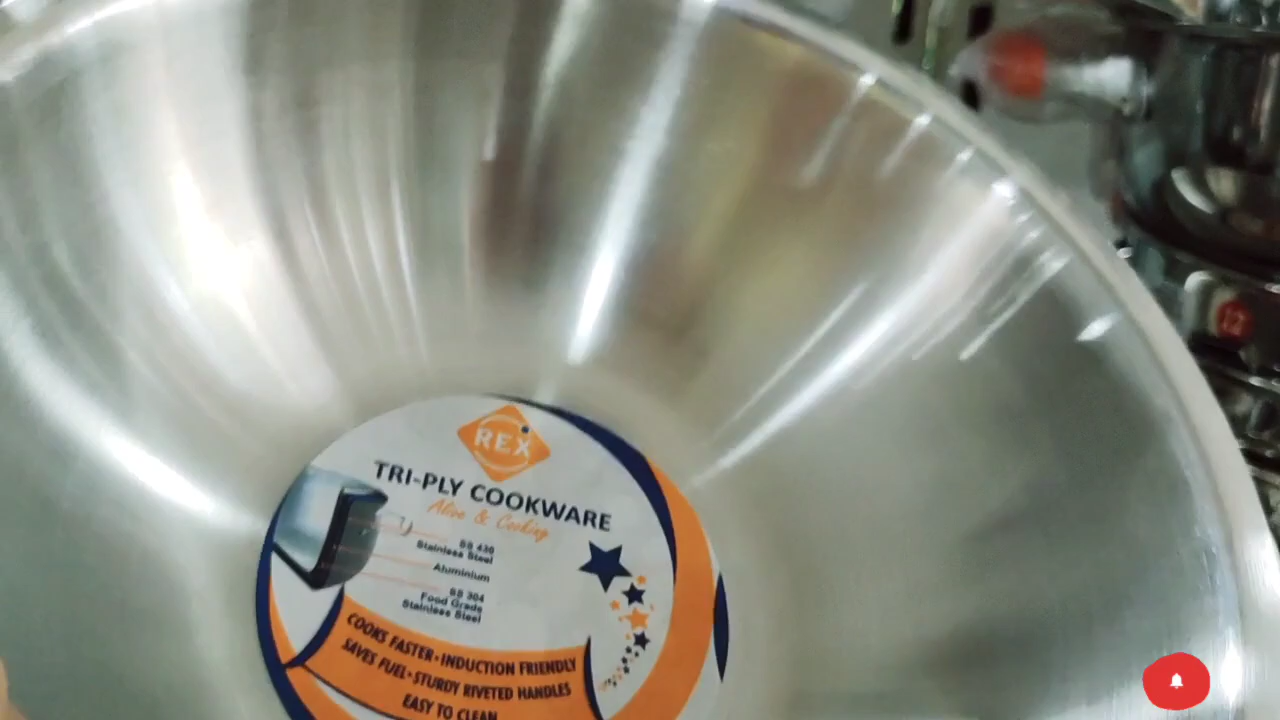 REX
TRI-PLY COOKWARE
Alive & Cooking
SS 430
Stainless Steel
Aluminium
SS 304
Food Grade
Stainless Steel
COOKS FASTER•INDUCTION FRIENDLY
SAVES FUEL•STURDY RIVETED HANDLES
EASY TO CLEAN